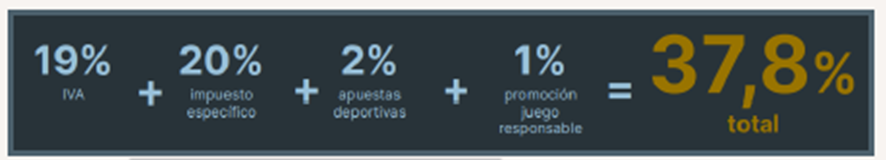 19% + 20% + 2% + 1% = 37,8%
IVA
impuesto
específico
apuestas
deportivas
promoción
juego
responsable
total